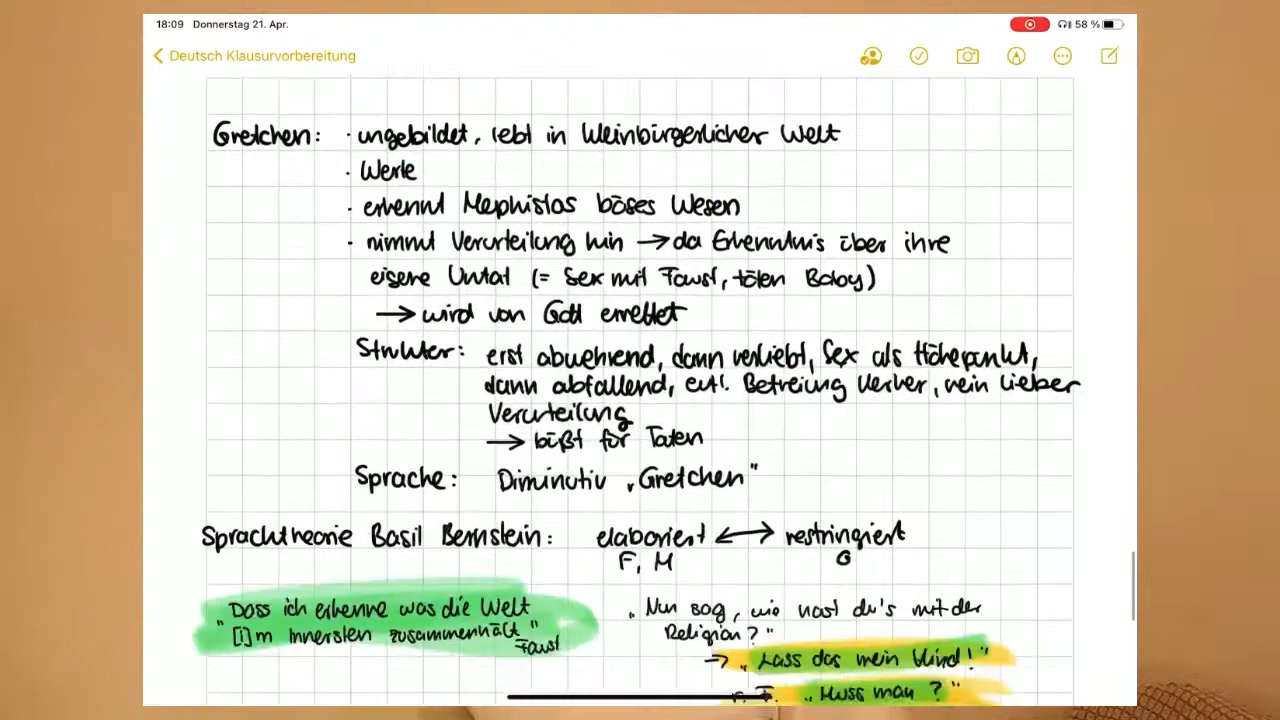 18:09 Donnerstag 21. Apr.
58 %
Deutsch Klausurvorbereitung
Gretchen: · ungebildet, lebt in kleinbürgerlicher Welt
· Werte
· erkennt Mephistos böses Wesen
· nimmt Verurteilung hin → da Erkenntnis über ihre
eigene Untat (= Sex mit Faust, töten Baby)
→ wird von Gott errettet
Struktur: erst abwehrend, dann verliebt, Sex als Höhepunkt,
dann abfallend, evtl. Befreiung Kerker, nein lieber
Verurteilung
→ büßt für Taten
Sprache: Diminutiv „Gretchen"
Sprachtheorie Basil Bernstein: elaboriert ↔ restringiert
F, M G
„Dass ich erkenne was die Welt
[i]m Innersten zusammenhält"
Faust
„Nun sag, wie hast du's mit der
Religion?"
→ „Lass das mein Kind!"
„Muss man?"